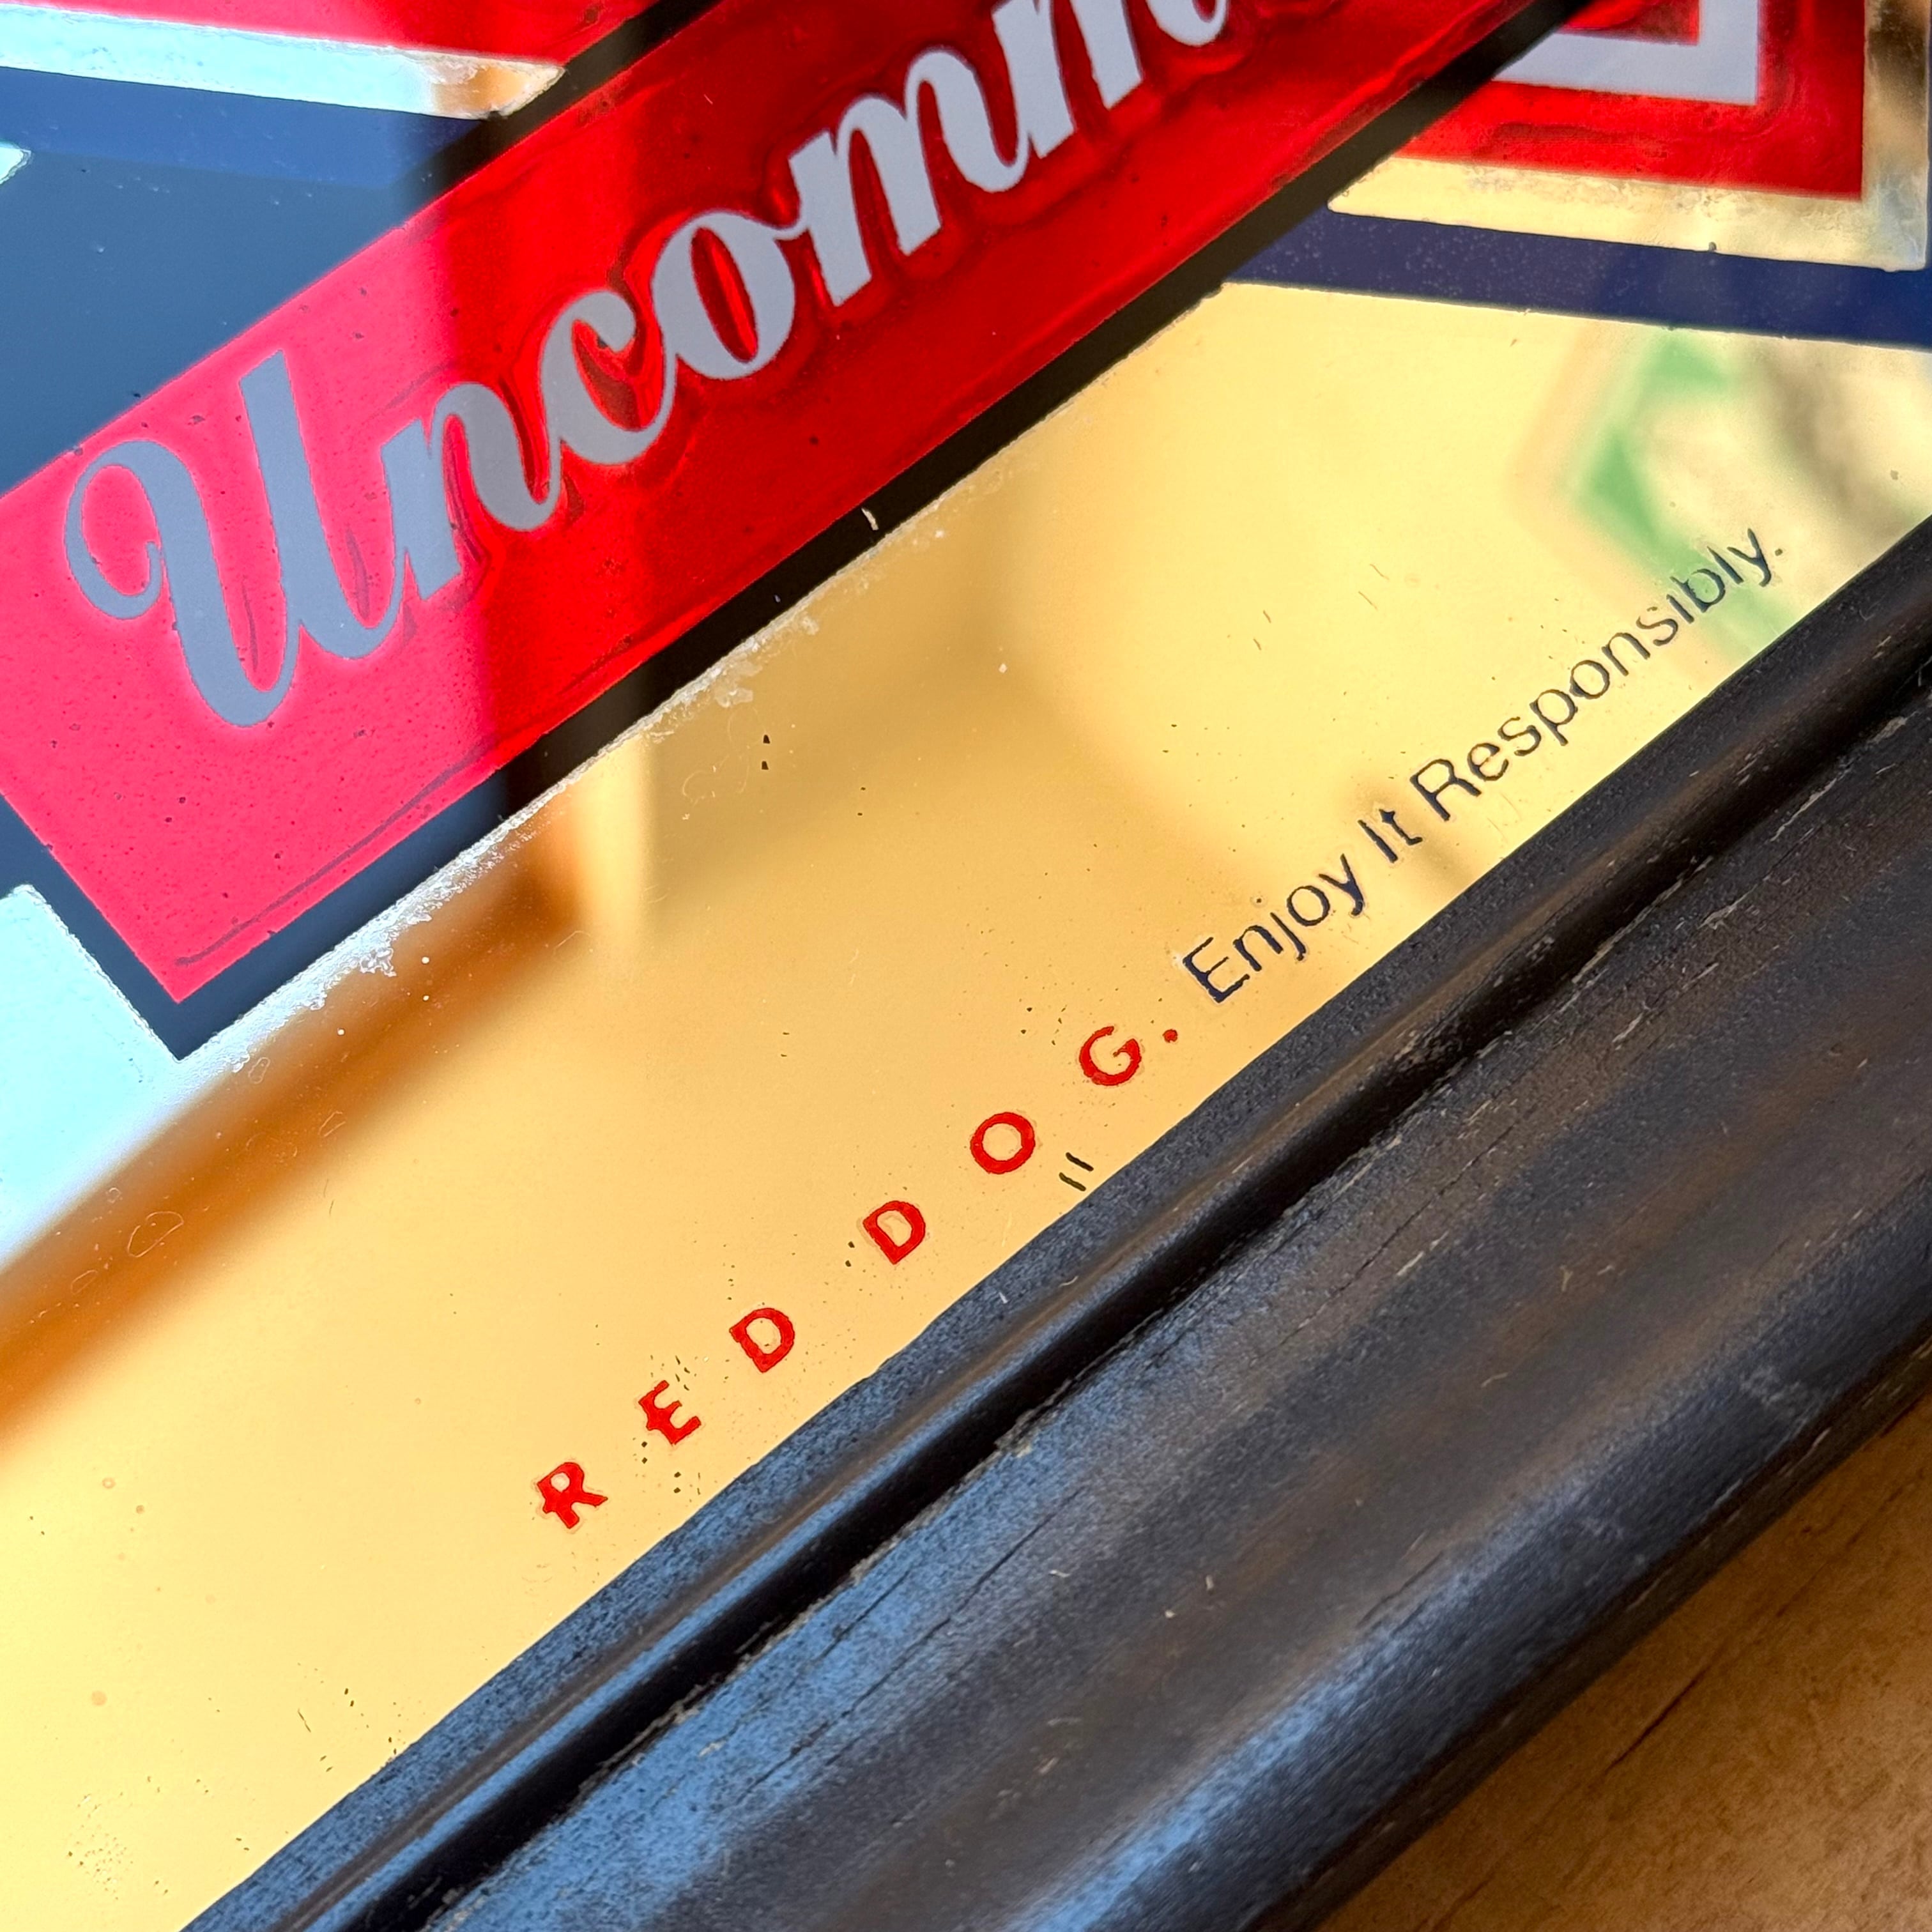 Uncomm
RED DOG. Enjoy It Responsibly.